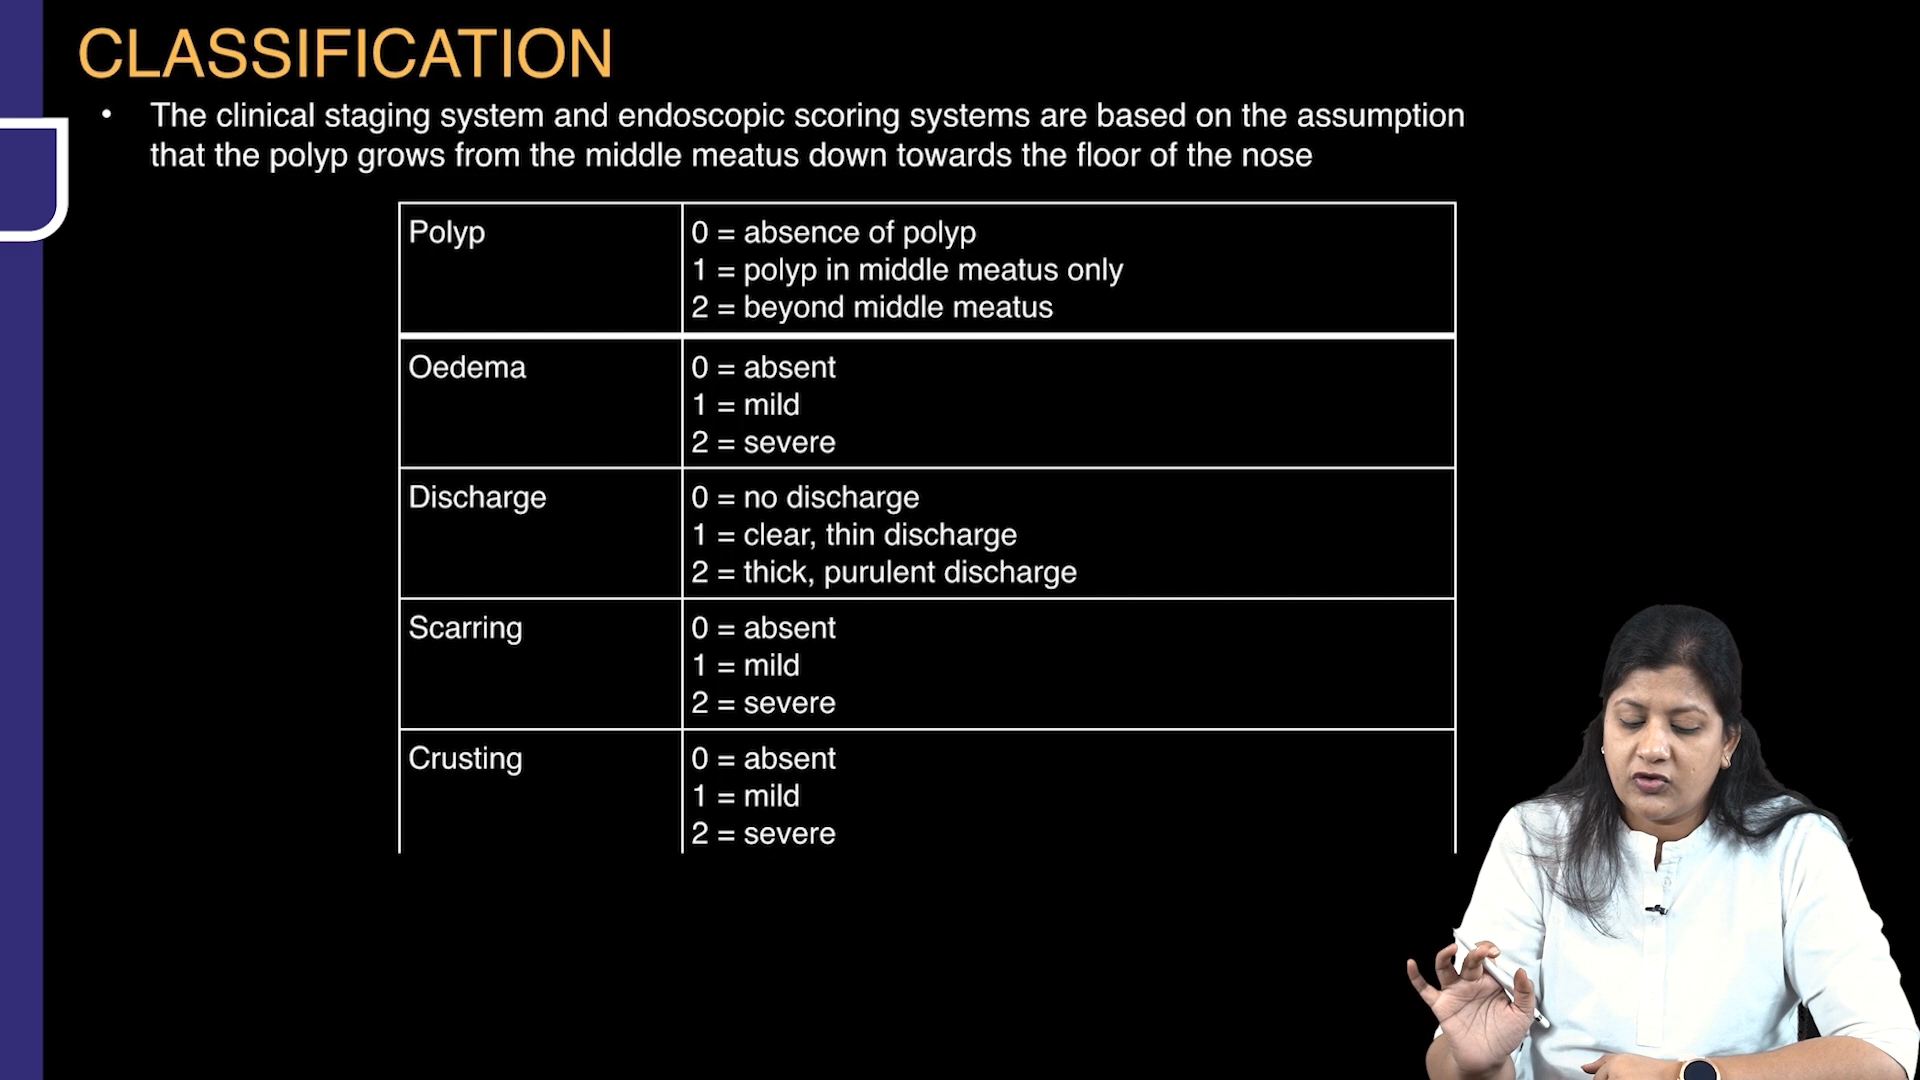 CLASSIFICATION
• The clinical staging system and endoscopic scoring systems are based on the assumption
that the polyp grows from the middle meatus down towards the floor of the nose
Polyp
0 = absence of polyp
1 = polyp in middle meatus only
2 = beyond middle meatus
Oedema
0 = absent
1 = mild
2 = severe
Discharge
0 = no discharge
1 = clear, thin discharge
2 = thick, purulent discharge
Scarring
0 = absent
1 = mild
2 = severe
Crusting
0 = absent
1 = mild
2 = severe